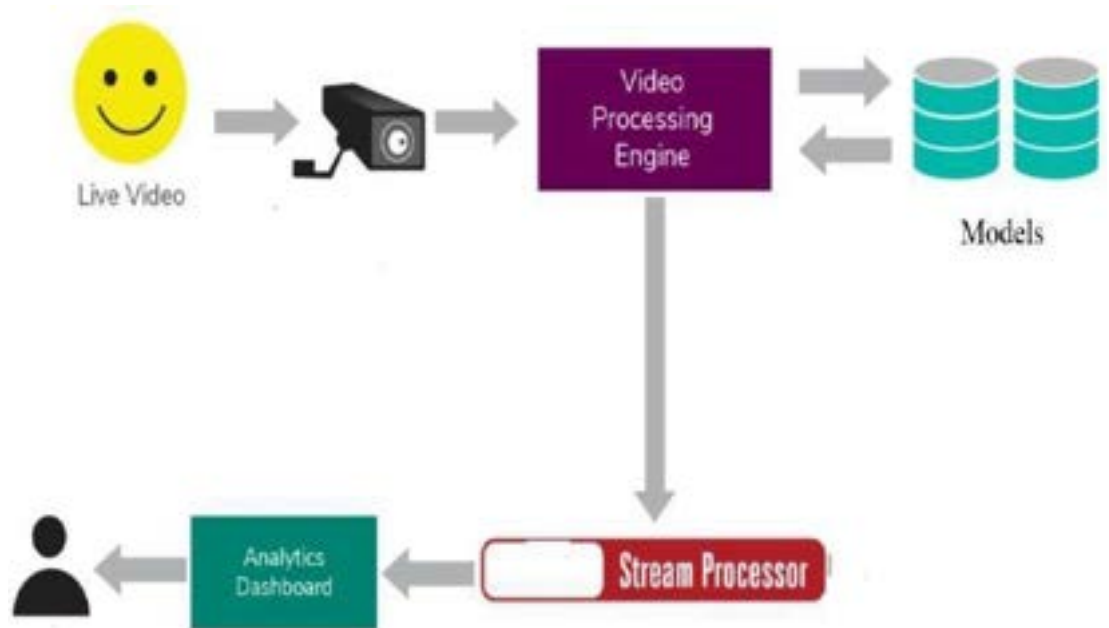 Live Video
Video
Processing
Engine
Models
Analytics
Dashboard
Stream Processor